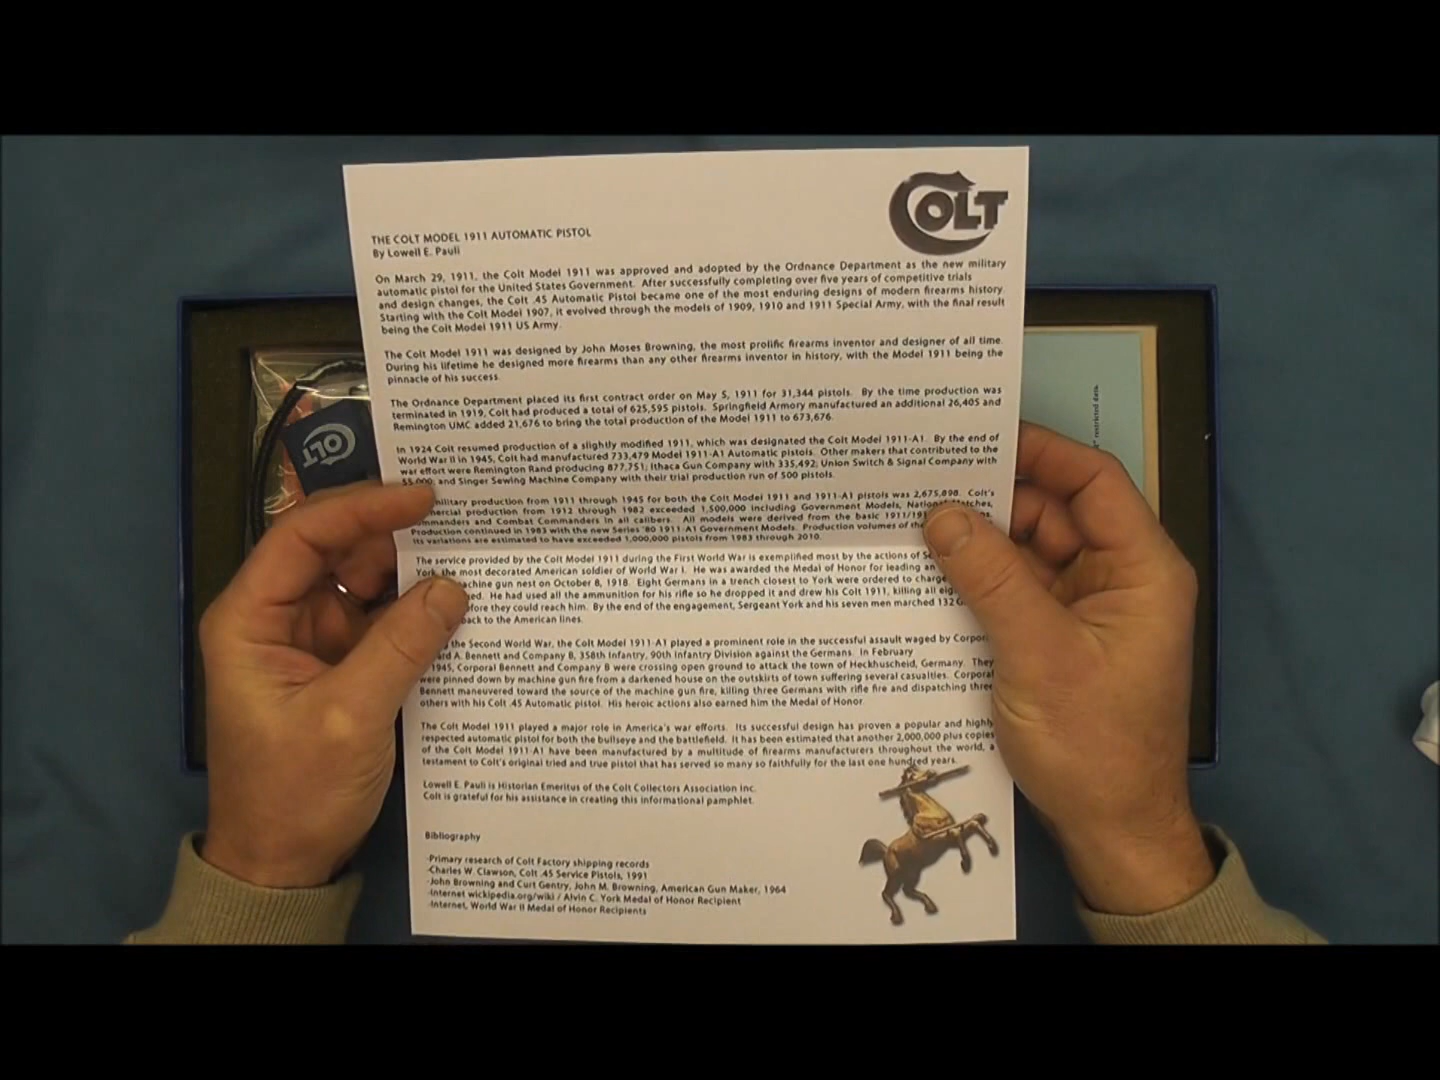 COLT
THE COLT MODEL 1911 AUTOMATIC PISTOL
By Lowell E. Pauli
On March 29, 1911, the Colt Model 1911 was approved and adopted by the Ordnance Department as the new military
automatic pistol for the United States Government. After successfully completing over five years of competitive trials
and design changes, the Colt .45 Automatic Pistol became one of the most enduring designs of modern firearms history.
Starting with the Colt Model 1907, it evolved through the models of 1909, 1910 and 1911 Special Army, with the final result
being the Colt Model 1911 US Army.
The Colt Model 1911 was designed by John Moses Browning, the most prolific firearms inventor and designer of all time.
During his lifetime he designed more firearms than any other firearms inventor in history, with the Model 1911 being the
pinnacle of his success.
The Ordnance Department placed its first contract order on May 5, 1911 for 31,344 pistols. By the time production was
terminated in 1919, Colt had produced a total of 625,595 pistols. Springfield Armory manufactured an additional 26,405 and
Remington UMC added 21,676 to bring the total production of the Model 1911 to 673,676.
In 1924 Colt resumed production of a slightly modified 1911, which was designated the Colt Model 1911-A1. By the end of
World War II in 1945, Colt had manufactured 733,479 Model 1911-A1 Automatic pistols. Other makers that contributed to the
war effort were Remington Rand producing 877,751; Ithaca Gun Company with 335,492; Union Switch & Signal Company with
55,000; and Singer Sewing Machine Company with their trial production run of 500 pistols.
military production from 1911 through 1945 for both the Colt Model 1911 and 1911-A1 pistols was 2,675,898. Colt's
production from 1912 through 1982 exceeded 1,500,000 including Government Models, National Matches,
and Combat Commanders in all calibers. All models were derived from the basic
Production continued in 1983 with the new Series '80 1911-A1 Government Models. Production volumes of
its variations are estimated to have exceeded 1,000,000 pistols from 1983 through 2010.
The service provided by the Colt Model 1911 during the First World War is exemplified most by the actions of
York, the most decorated American soldier of World War I. He was awarded the Medal of Honor for leading an
machine gun nest on October 8, 1918. Eight Germans in a trench closest to York were ordered to charge
He had used all the ammunition for his rifle so he dropped it and drew his Colt 1911, killing all
before they could reach him. By the end of the engagement, Sergeant York and his seven men marched 132
back to the American lines.
the Second World War, the Colt Model 1911-A1 played a prominent role in the successful assault waged by
A. Bennett and Company B, 358th Infantry, 90th Infantry Division against the Germans. In February
1945, Corporal Bennett and Company B were crossing open ground to attack the town of Heckhuscheid, Germany. They
were pinned down by machine gun fire from a darkened house on the outskirts of town suffering several casualties. Corporal
Bennett maneuvered toward the source of the machine gun fire, killing three Germans with rifle fire and dispatching three
others with his Colt .45 Automatic pistol. His heroic actions also earned him the Medal of Honor.
The Colt Model 1911 played a major role in America's war efforts. Its successful design has proven a popular and highly
respected automatic pistol for both the bullseye and the battlefield. It has been estimated that another 2,000,000 plus copies
of the Colt Model 1911-A1 have been manufactured by a multitude of firearms manufacturers throughout the world, a
testament to Colt's original tried and true pistol that has served so many so faithfully for the last one hundred years.
Lowell E. Pauli is Historian Emeritus of the Colt Collectors Association Inc.
Colt is grateful for his assistance in creating this informational pamphlet.
Bibliography
-Primary research of Colt Factory shipping records
-Charles W. Clawson, Colt .45 Service Pistols, 1991
-John Browning and Curt Gentry, John M. Browning, American Gun Maker, 1964
-Internet wickipedia.org/wiki / Alvin C. York Medal of Honor Recipient
-Internet, World War II Medal of Honor Recipients
COLT
restricted data.